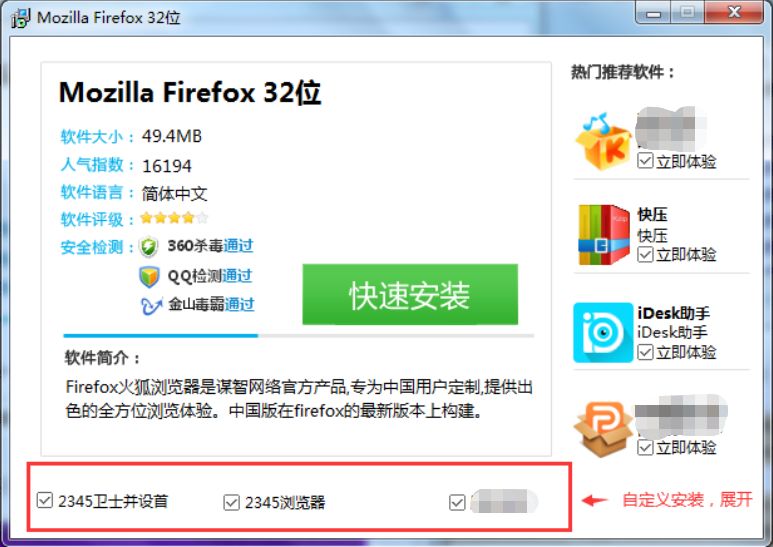 Mozilla Firefox 32位
Mozilla Firefox 32位
软件大小：49.4MB
人气指数：16194
软件语言：简体中文
软件评级：
安全检测：360杀毒通过
QQ检测通过
金山毒霸通过
快速安装
软件简介：
Firefox火狐浏览器是谋智网络官方产品,专为中国用户定制,提供出
色的全方位浏览体验。中国版在firefox的最新版本上构建。
热门推荐软件：
立即体验
快压
快压
立即体验
iDesk助手
iDesk助手
立即体验
立即体验
2345卫士并设首
2345浏览器
自定义安装，展开